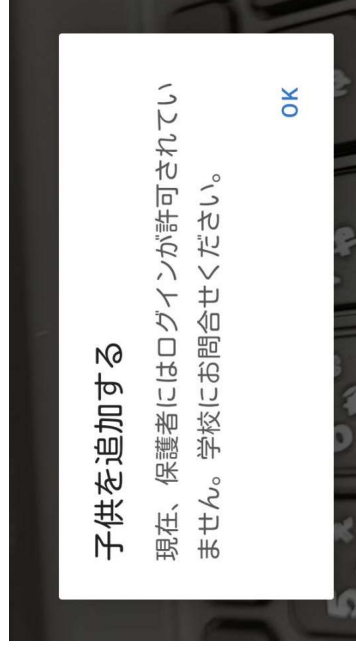 子供を追加する
現在、保護者にはログインが許可されてい
ません。学校にお問合せください。
OK